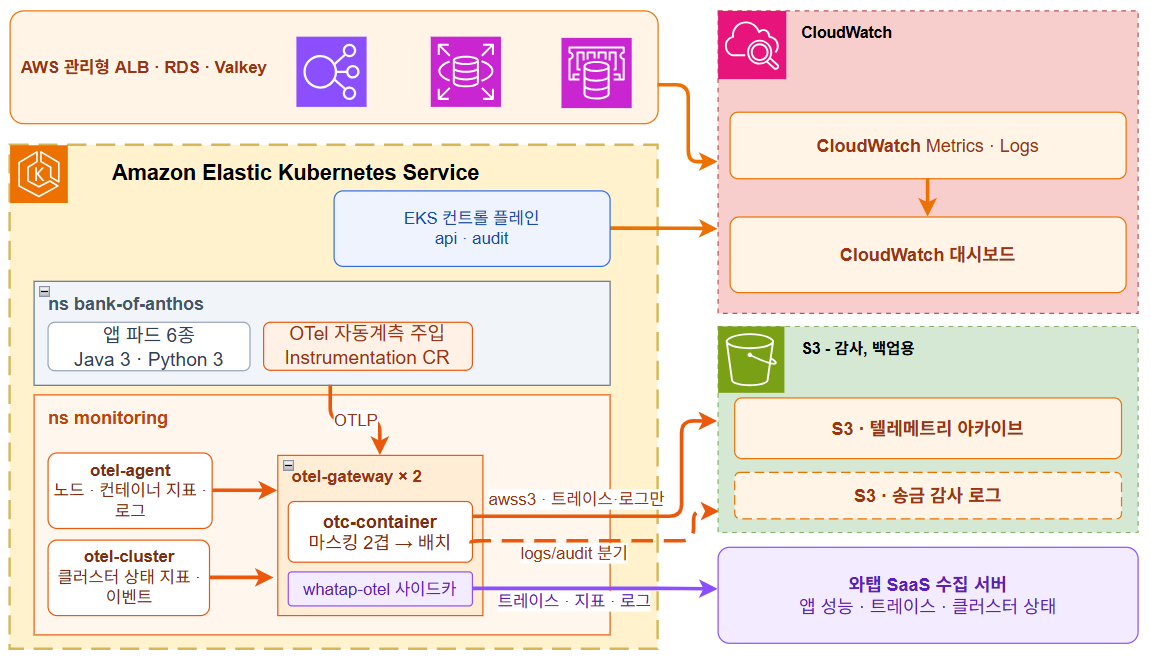 AWS 관리형 ALB · RDS · Valkey
CloudWatch
CloudWatch Metrics · Logs
CloudWatch 대시보드
Amazon Elastic Kubernetes Service
EKS 컨트롤 플레인
api · audit
ns bank-of-anthos
앱 파드 6종
Java 3 · Python 3
OTel 자동계측 주입
Instrumentation CR
OTLP
ns monitoring
otel-agent
노드 · 컨테이너 지표 ·
로그
otel-cluster
클러스터 상태 지표 ·
이벤트
otel-gateway × 2
otc-container
마스킹 2겹 → 배치
whatap-otel 사이드카
awss3 · 트레이스·로그만
logs/audit 분기
트레이스 · 지표 · 로그
S3 - 감사, 백업용
S3 · 텔레메트리 아카이브
S3 · 송금 감사 로그
와탭 SaaS 수집 서버
앱 성능 · 트레이스 · 클러스터 상태